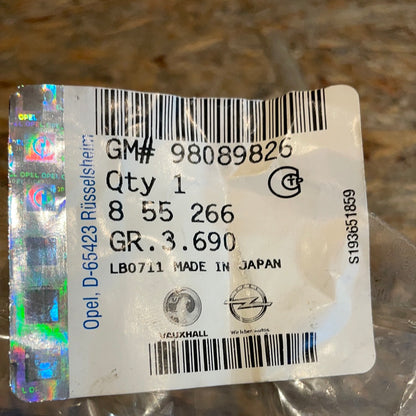 GM# 98089826
Qty 1
8 55 266
GR.3.690
LB0711 MADE IN JAPAN
VAUXHALL
OPEL
Wir leben Autos.
Opel, D-65423 Rüsselsheim
S193651859